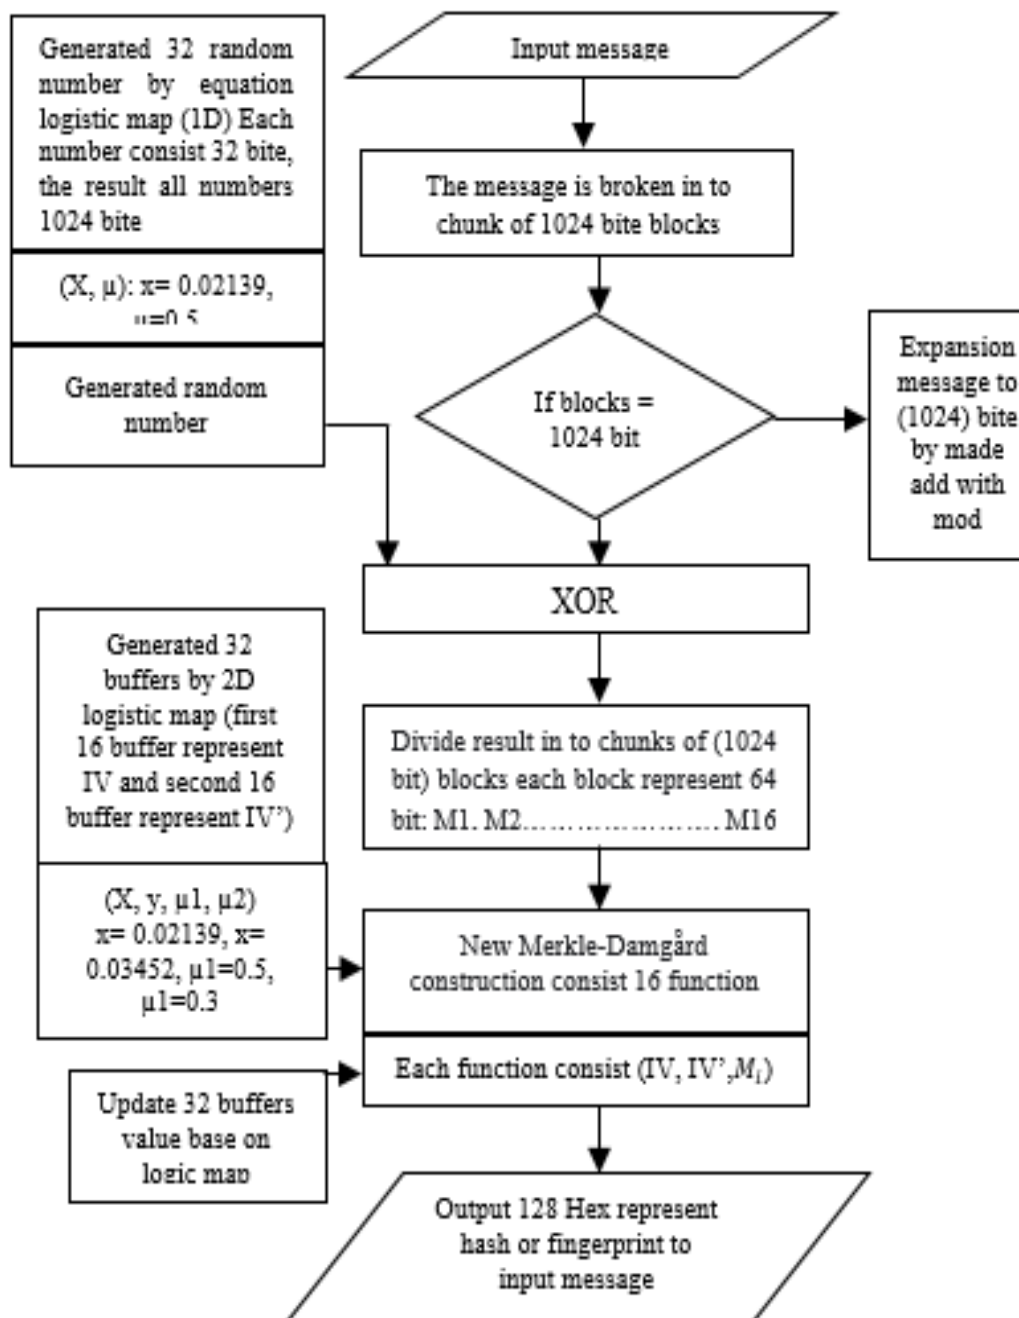 Input message
Generated 32 random
number by equation
logistic map (1D) Each
number consist 32 bite,
the result all numbers
1024 bite
(X, µ): x= 0.02139,
µ=0.5
Generated random
number
The message is broken in to
chunk of 1024 bite blocks
If blocks =
1024 bit
Expansion
message to
(1024) bite
by made
add with
mod
XOR
Generated 32
buffers by 2D
logistic map (first
16 buffer represent
IV and second 16
buffer represent IV’)
(X, y, µ1, µ2)
x= 0.02139, x=
0.03452, µ1=0.5,
µ1=0.3
Divide result in to chunks of (1024
bit) blocks each block represent 64
bit: M1. M2…………………. M16
New Merkle-Damgård
construction consist 16 function
Each function consist (IV, IV’,Mᵢ)
Update 32 buffers
value base on
logic map
Output 128 Hex represent
hash or fingerprint to
input message